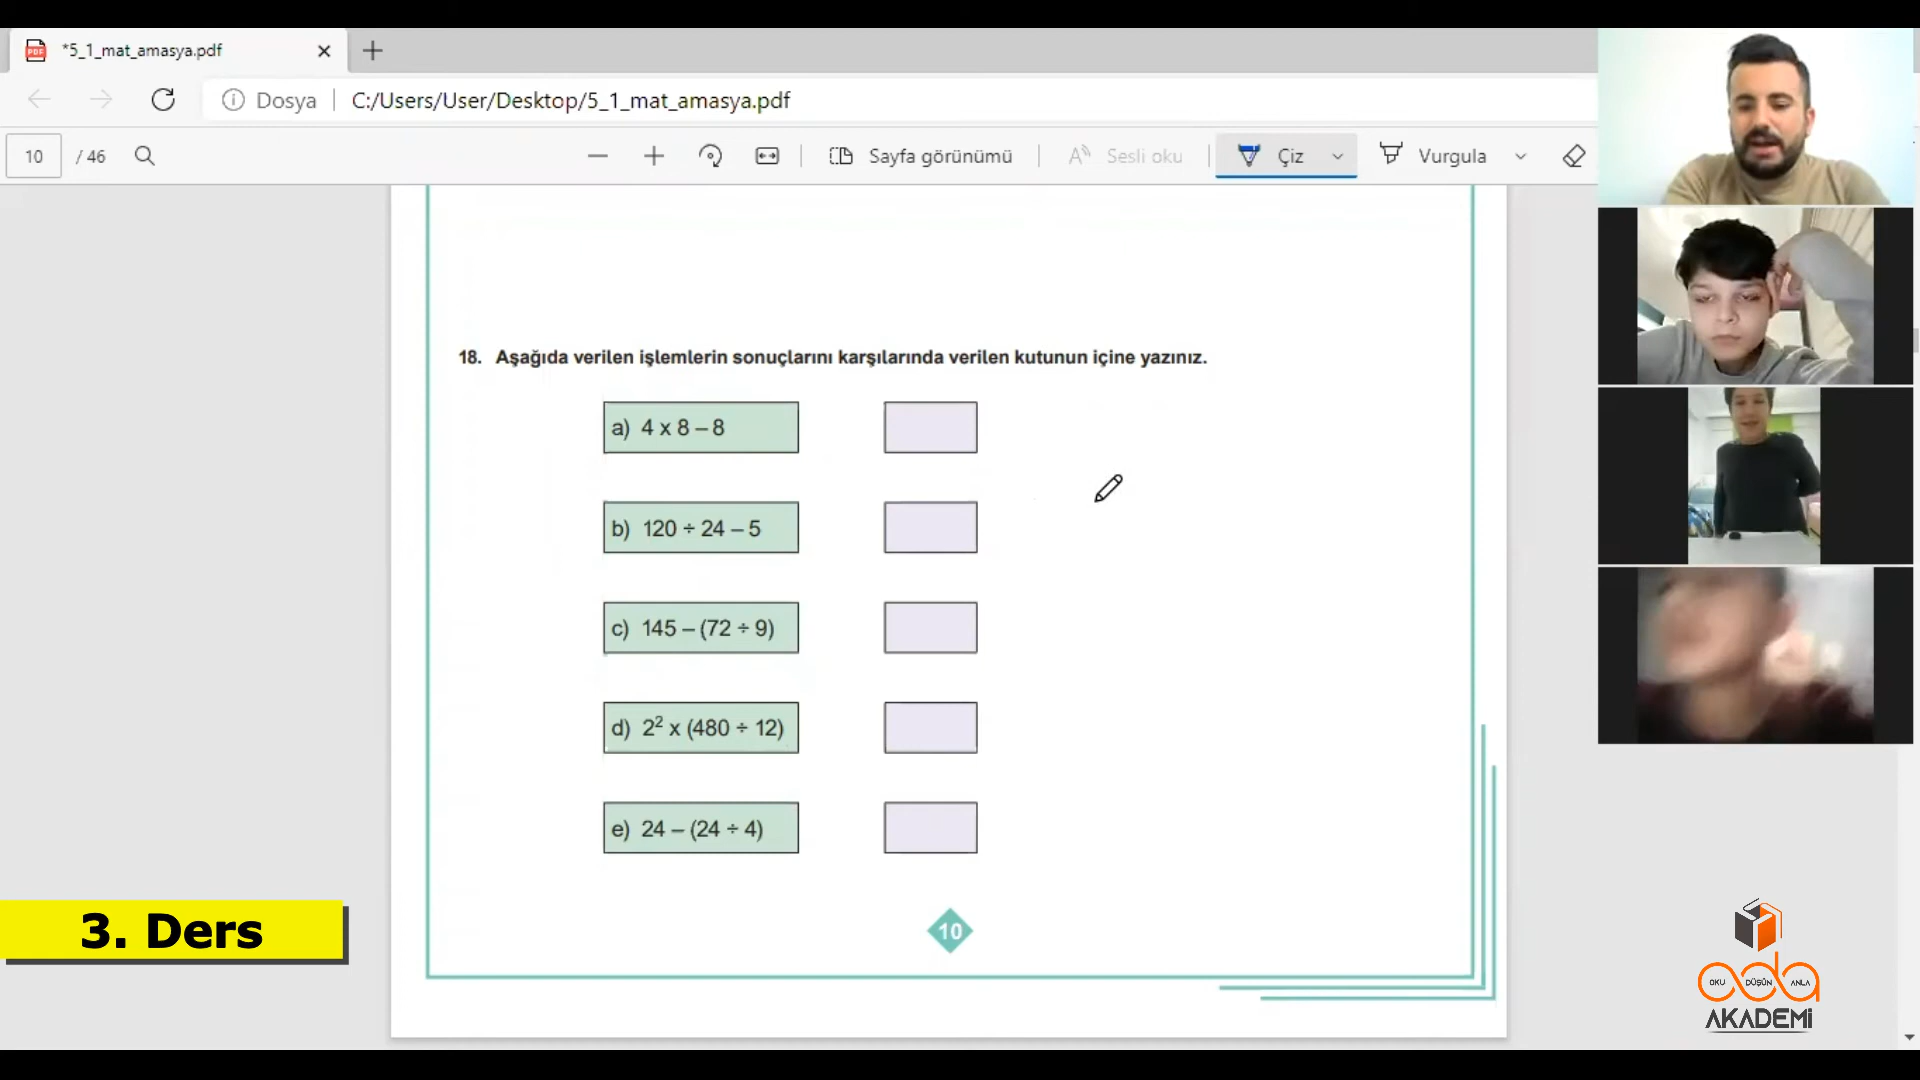 *5_1_mat_amasya.pdf
Dosya
C:/Users/User/Desktop/5_1_mat_amasya.pdf
10 / 46
Sayfa görünümü
Sesli oku
Çiz
Vurgula
18. Aşağıda verilen işlemlerin sonuçlarını karşılarında verilen kutunun içine yazınız.
a) 4 x 8 – 8
b) 120 ÷ 24 – 5
c) 145 – (72 ÷ 9)
d) 2² x (480 ÷ 12)
e) 24 – (24 ÷ 4)
10
3. Ders
oda
OKU DÜŞÜN ANLA
AKADEMİ